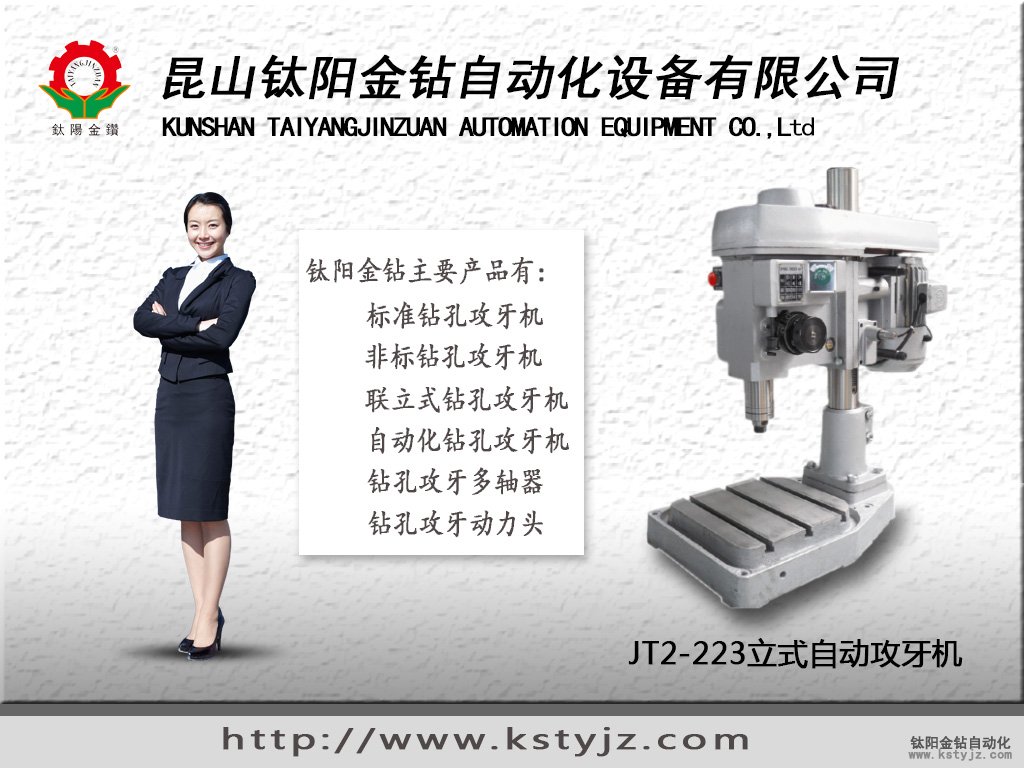 TAIYANGJINZUAN
®
鈦陽金鑽
昆山钛阳金钻自动化设备有限公司
KUNSHAN TAIYANGJINZUAN AUTOMATION EQUIPMENT CO.,Ltd
钛阳金钻主要产品有：
标准钻孔攻牙机
非标钻孔攻牙机
联立式钻孔攻牙机
自动化钻孔攻牙机
钻孔攻牙多轴器
钻孔攻牙动力头
JT2-223立式自动攻牙机
http://www.kstyjz.com
钛阳金钻自动化
www.kstyjz.com